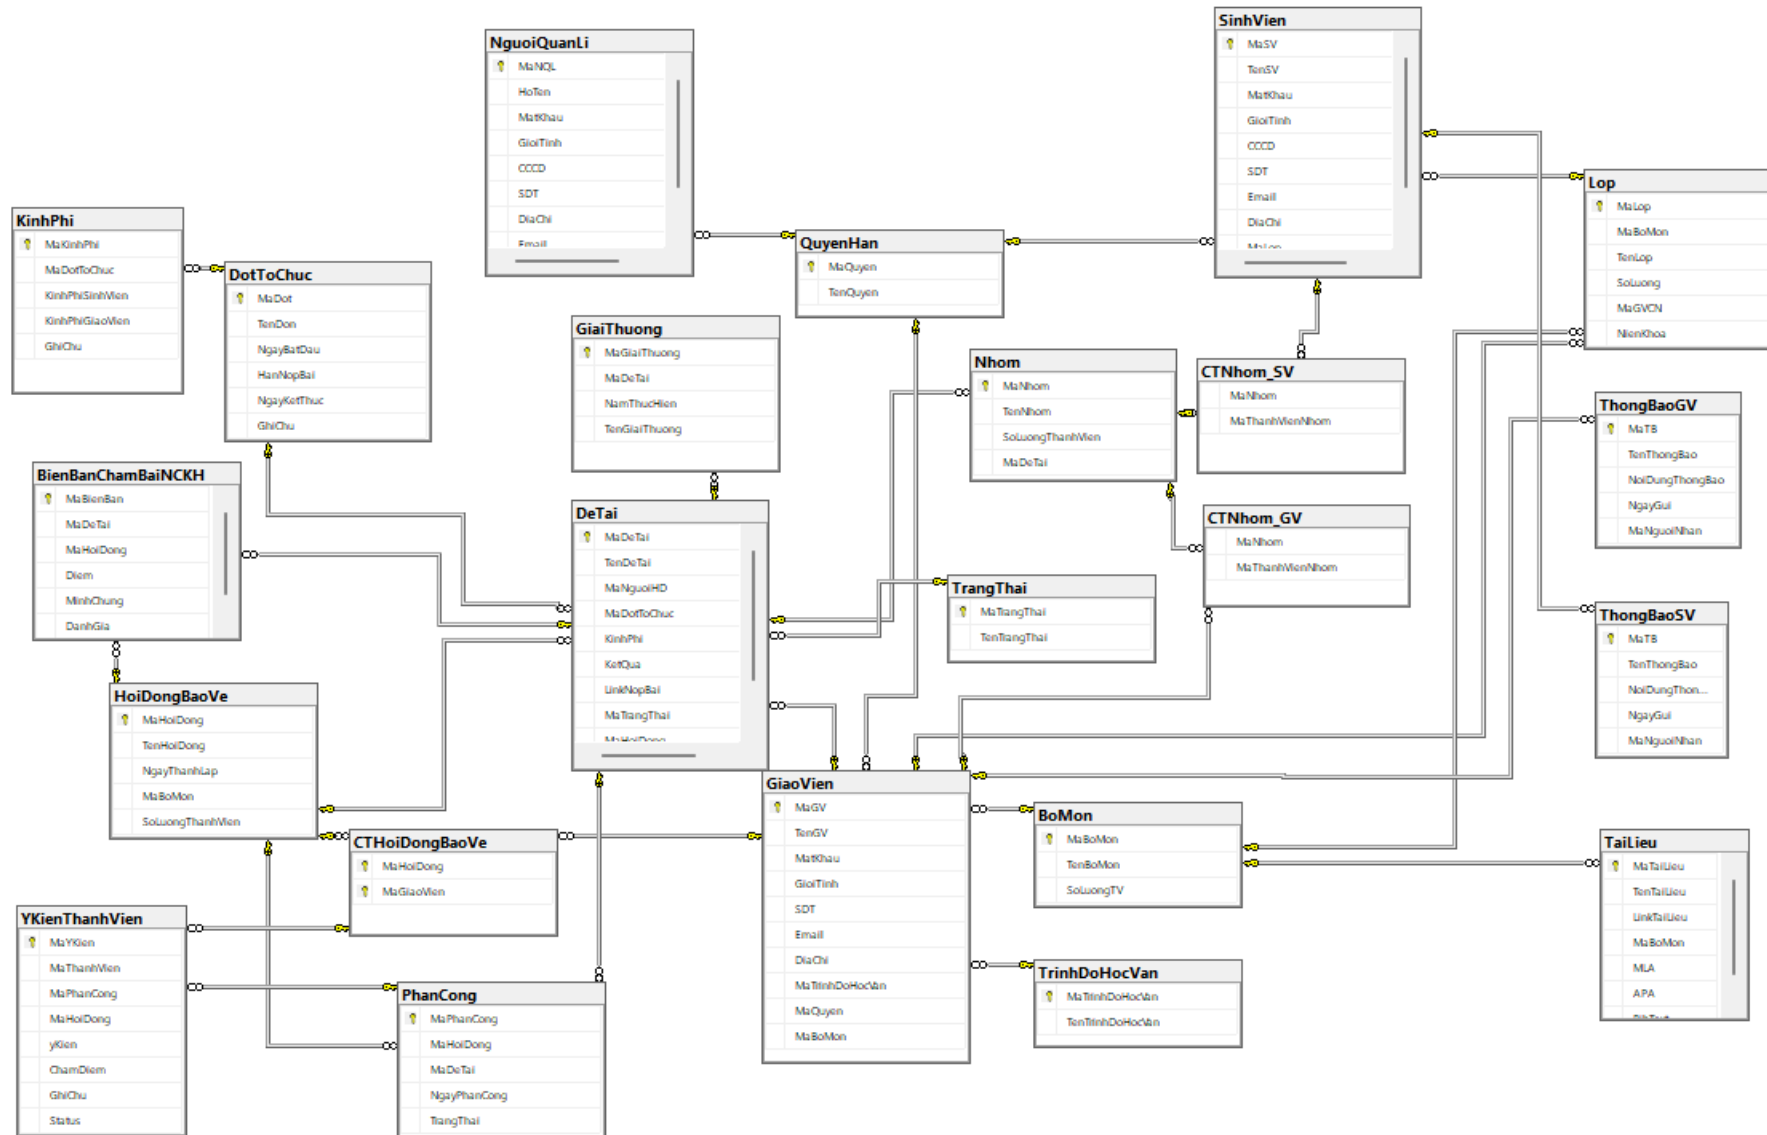 NguoiQuanLi
MaNQL
HoTen
MatKhau
GioiTinh
CCCD
SDT
DiaChi
Email
SinhVien
MaSV
TenSV
MatKhau
GioiTinh
CCCD
SDT
Email
DiaChi
MaLop
Lop
MaLop
MaBoMon
TenLop
SoLuong
MaGVCN
NienKhoa
KinhPhi
MaKinhPhi
MaDotToChuc
KinhPhiSinhVien
KinhPhiGiaoVien
GhiChu
DotToChuc
MaDot
TenDon
NgayBatDau
HanNopBai
NgayKetThuc
GhiChu
QuyenHan
MaQuyen
TenQuyen
GiaiThuong
MaGiaiThuong
MaDeTai
NamThucHien
TenGiaiThuong
Nhom
MaNhom
TenNhom
SoLuongThanhVien
MaDeTai
CTNhom_SV
MaNhom
MaThanhVienNhom
ThongBaoGV
MaTB
TenThongBao
NoiDungThongBao
NgayGui
MaNguoiNhan
BienBanChamBaiNCKH
MaBienBan
MaDeTai
MaHoiDong
Diem
MinhChung
DanhGia
DeTai
MaDeTai
TenDeTai
MaNguoiHD
MaDotToChuc
KinhPhi
KetQua
LinkNopBai
MaTrangThai
MaHoiDong
CTNhom_GV
MaNhom
MaThanhVienNhom
TrangThai
MaTrangThai
TenTrangThai
ThongBaoSV
MaTB
TenThongBao
NoiDungThon...
NgayGui
MaNguoiNhan
HoiDongBaoVe
MaHoiDong
TenHoiDong
NgayThanhLap
MaBoMon
SoLuongThanhVien
GiaoVien
MaGV
TenGV
MatKhau
GioiTinh
SDT
Email
DiaChi
MaTrinhDoHocVan
MaQuyen
MaBoMon
BoMon
MaBoMon
TenBoMon
SoLuongTV
CTHoiDongBaoVe
MaHoiDong
MaGiaoVien
TaiLieu
MaTaiLieu
TenTaiLieu
LinkTaiLieu
MaBoMon
MLA
APA
BibText
YKienThanhVien
MaYKien
MaThanhVien
MaPhanCong
MaHoiDong
yKien
ChamDiem
GhiChu
Status
TrinhDoHocVan
MaTrinhDoHocVan
TenTrinhDoHocVan
PhanCong
MaPhanCong
MaHoiDong
MaDeTai
NgayPhanCong
TrangThai